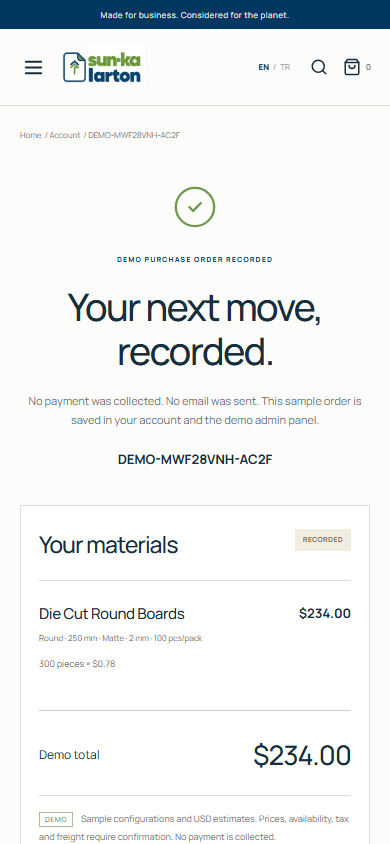 Made for business. Considered for the planet.
sun-ka
larton
EN / TR
0
Home / Account / DEMO-MWF28VNH-AC2F
DEMO PURCHASE ORDER RECORDED
Your next move,
recorded.
No payment was collected. No email was sent. This sample order is
saved in your account and the demo admin panel.
DEMO-MWF28VNH-AC2F
Your materials
RECORDED
Die Cut Round Boards
$234.00
Round · 250 mm · Matte · 2 mm · 100 pcs/pack
300 pieces × $0.78
Demo total
$234.00
DEMO Sample configurations and USD estimates. Prices, availability, tax
and freight require confirmation. No payment is collected.